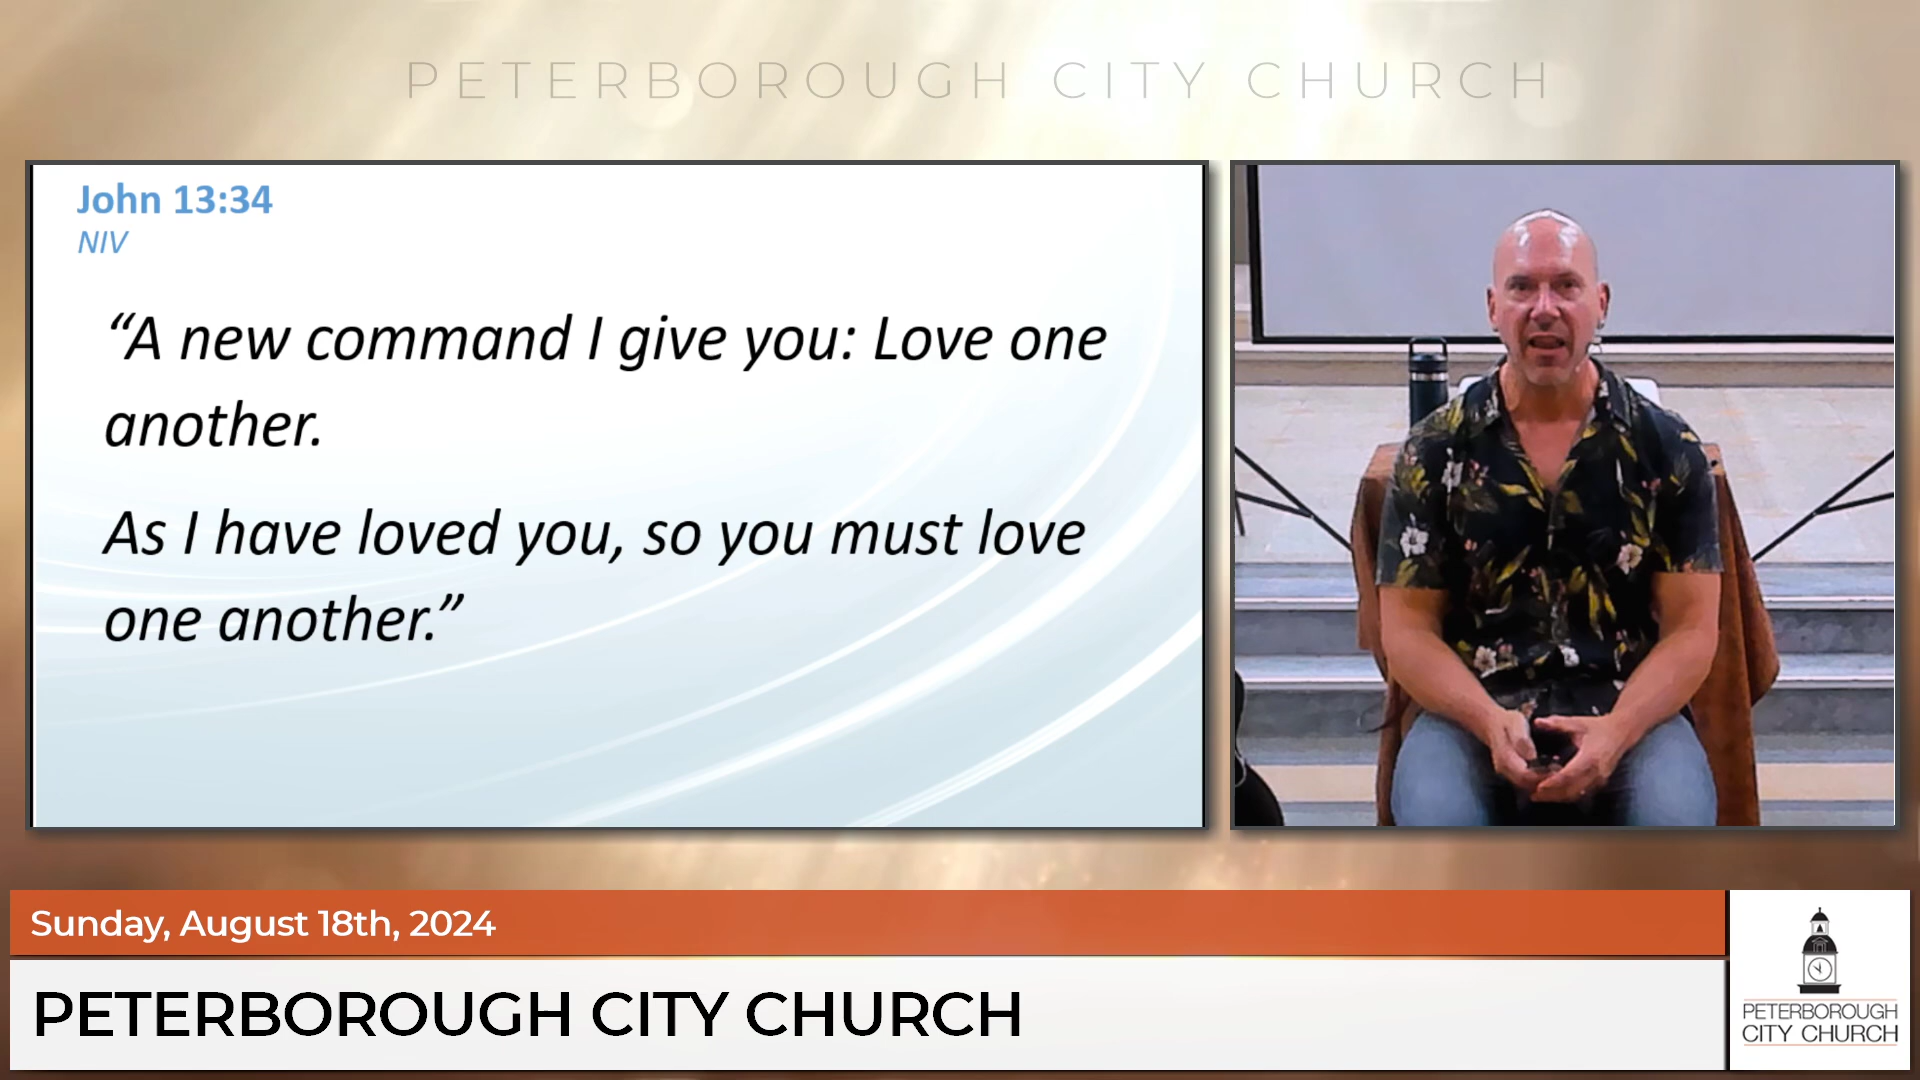 PETERBOROUGH CITY CHURCH
John 13:34
NIV
“A new command I give you: Love one
another.
As I have loved you, so you must love
one another.”
Sunday, August 18th, 2024
PETERBOROUGH CITY CHURCH
PETERBOROUGH
CITY CHURCH